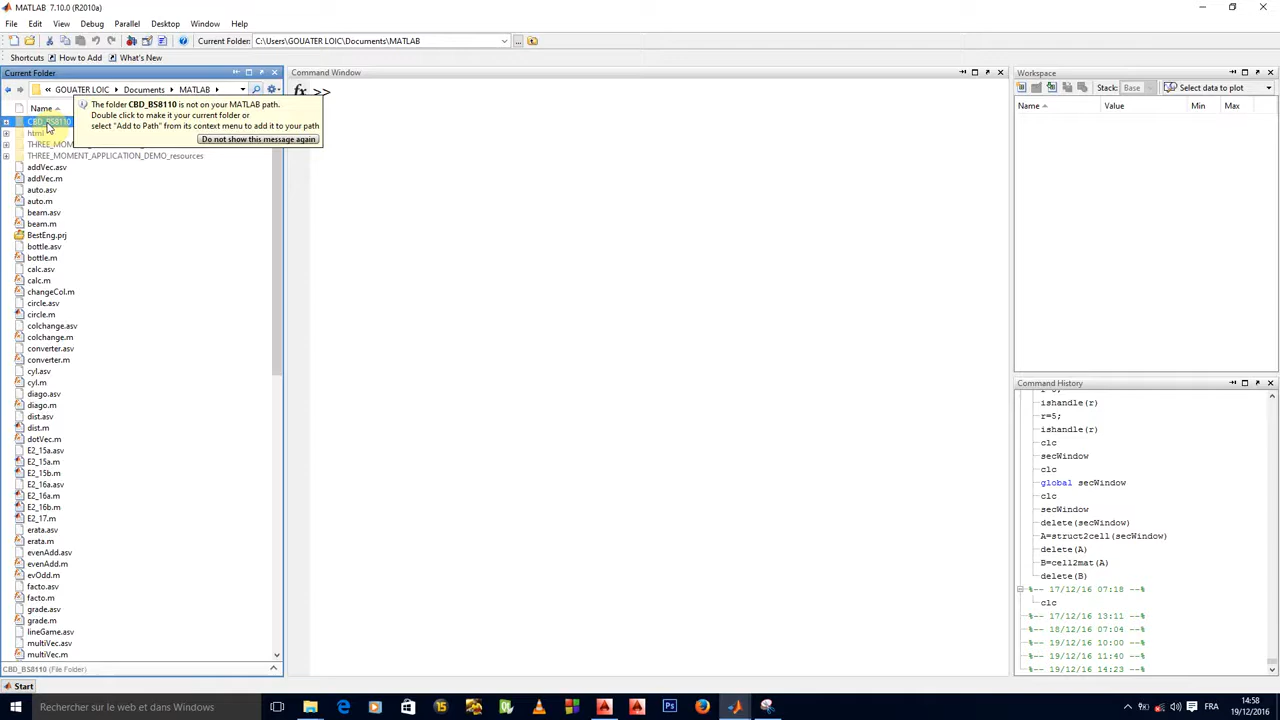 MATLAB 7.10.0 (R2010a)
File Edit View Debug Parallel Desktop Window Help
Current Folder: C:\Users\GOUATER LOIC\Documents\MATLAB
Shortcuts How to Add What's New
Current Folder
« GOUATER LOIC Documents MATLAB
Name
The folder CBD_BS8110 is not on your MATLAB path.
Double click to make it your current folder or
select "Add to Path" from its context menu to add it to your path
Do not show this message again
CBD_BS8110
html
THREE_MOM
THREE_MOMENT_APPLICATION_DEMO_resources
addVec.asv
addVec.m
auto.asv
auto.m
beam.asv
beam.m
BestEng.prj
bottle.asv
bottle.m
calc.asv
calc.m
changeCol.m
circle.asv
circle.m
colchange.asv
colchange.m
converter.asv
converter.m
cyl.asv
cyl.m
diago.asv
diago.m
dist.asv
dist.m
dotVec.m
E2_15a.asv
E2_15a.m
E2_15b.m
E2_16a.asv
E2_16a.m
E2_16b.m
E2_17.m
erata.asv
erata.m
evenAdd.asv
evenAdd.m
evOdd.m
facto.asv
facto.m
grade.asv
grade.m
lineGame.asv
multiVec.asv
multiVec.m
CBD_BS8110 (File Folder)
Start
Command Window
fx >>
Workspace
Stack: Base Select data to plot
Name Value Min Max
Command History
ishandle(r)
r=5;
ishandle(r)
clc
secWindow
clc
global secWindow
clc
secWindow
delete(secWindow)
A=struct2cell(secWindow)
delete(A)
B=cell2mat(A)
delete(B)
%-- 17/12/16 07:18 --%
clc
%-- 17/12/16 13:11 --%
%-- 18/12/16 07:04 --%
%-- 19/12/16 10:00 --%
%-- 19/12/16 11:40 --%
%-- 19/12/16 14:23 --%
Rechercher sur le web et dans Windows
FRA
14:58
19/12/2016